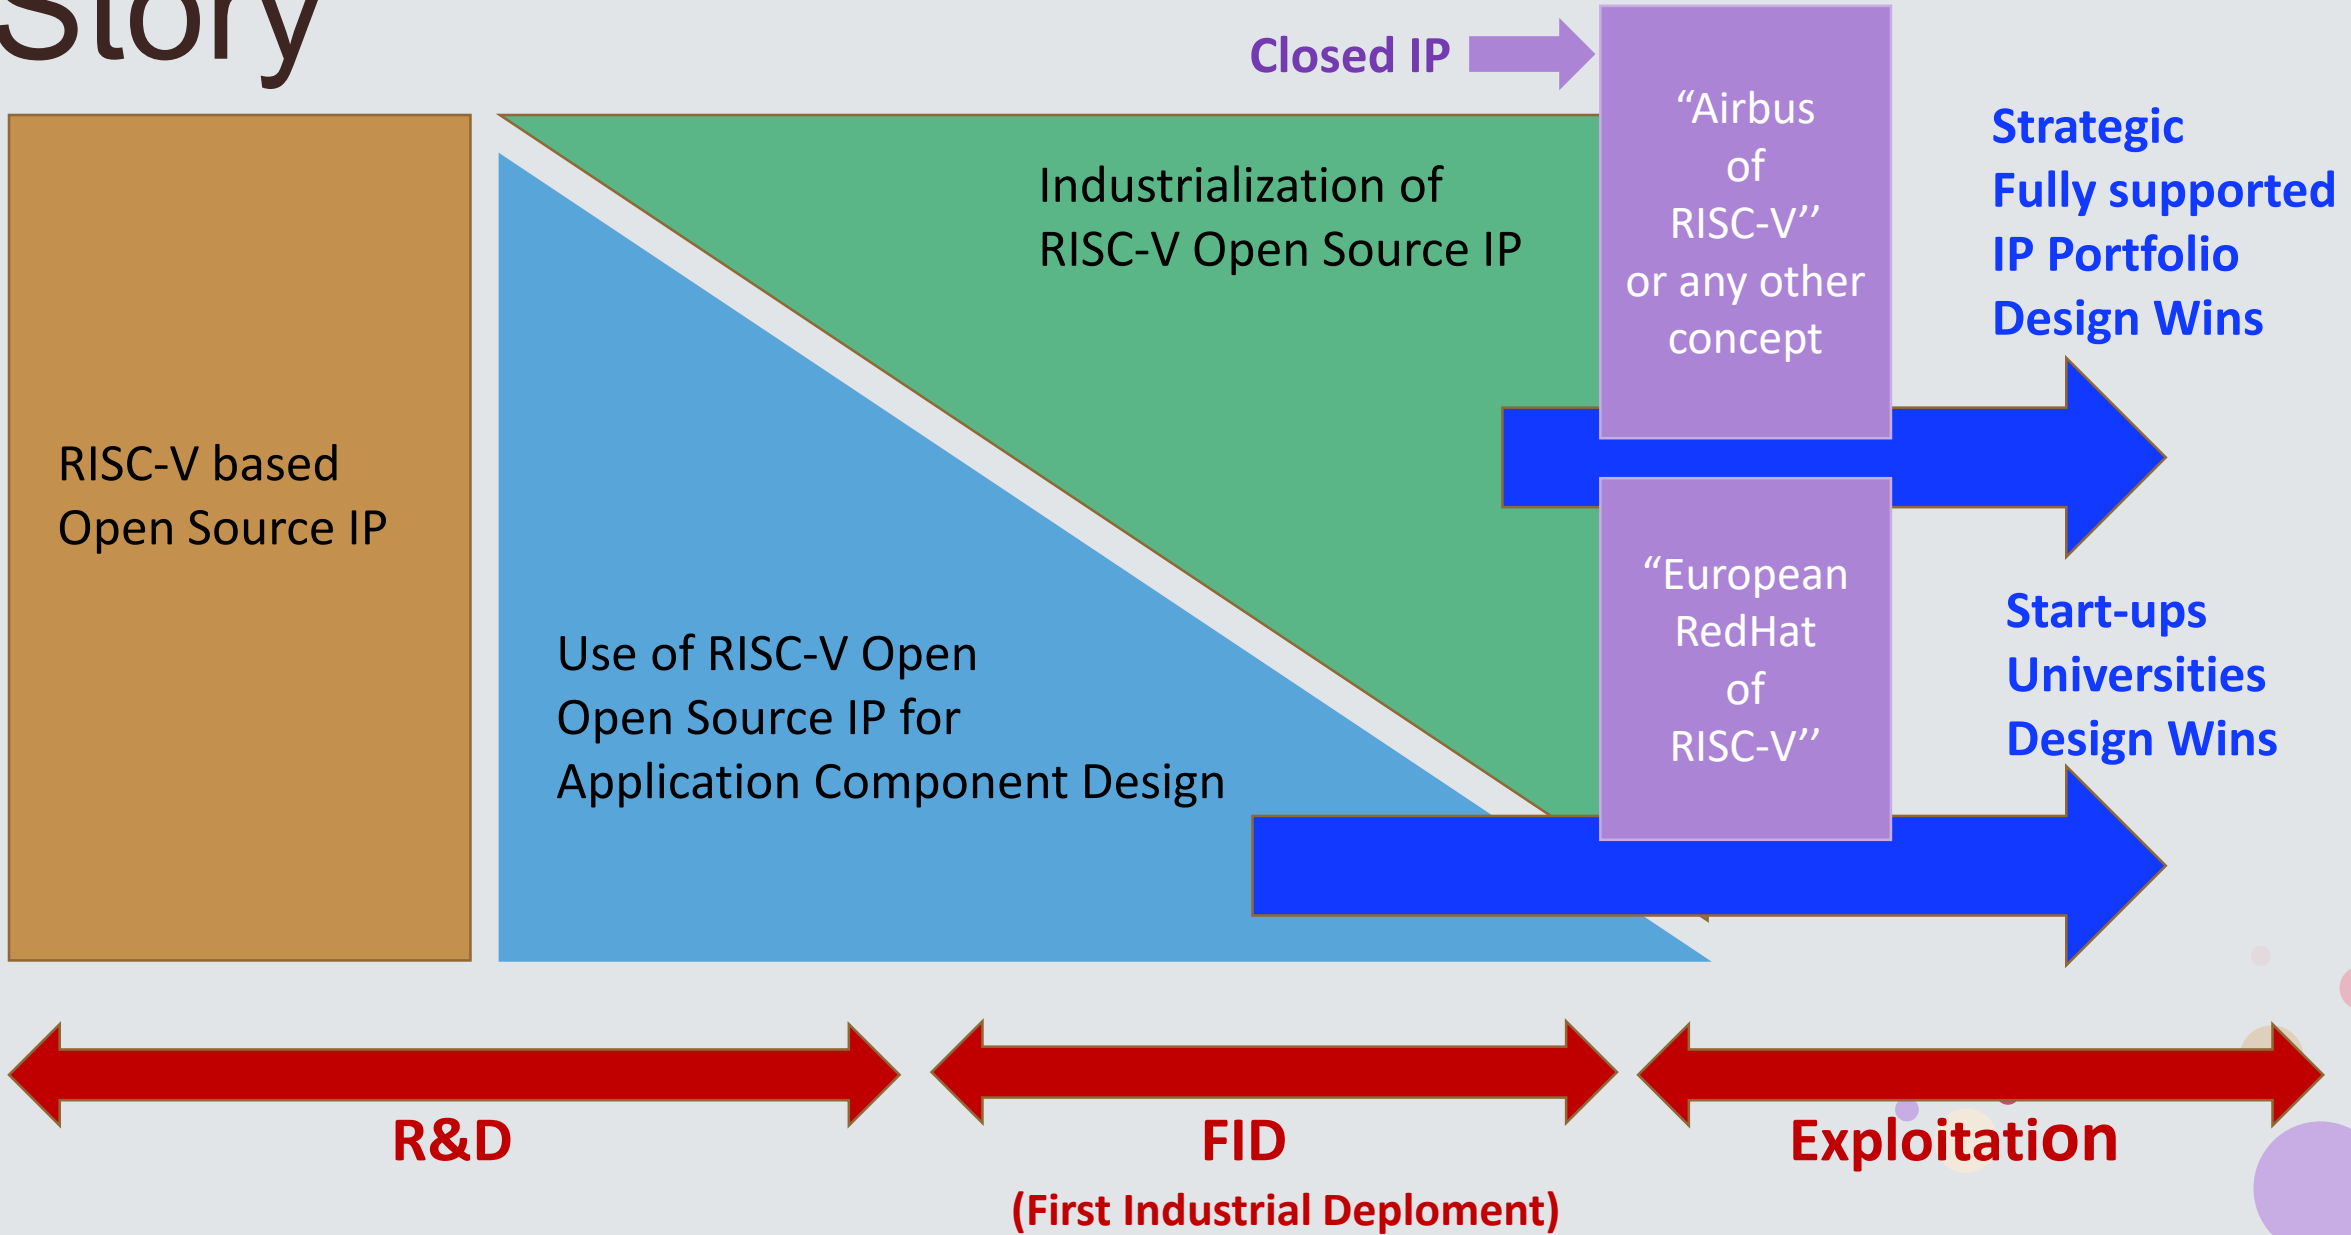 Story
Closed IP
“Airbus
of
RISC-V’’
or any other
concept
Strategic
Fully supported
IP Portfolio
Design Wins
Industrialization of
RISC-V Open Source IP
RISC-V based
Open Source IP
Use of RISC-V Open
Open Source IP for
Application Component Design
“European
RedHat
of
RISC-V’’
Start-ups
Universities
Design Wins
R&D
FID
(First Industrial Deploment)
Exploitation